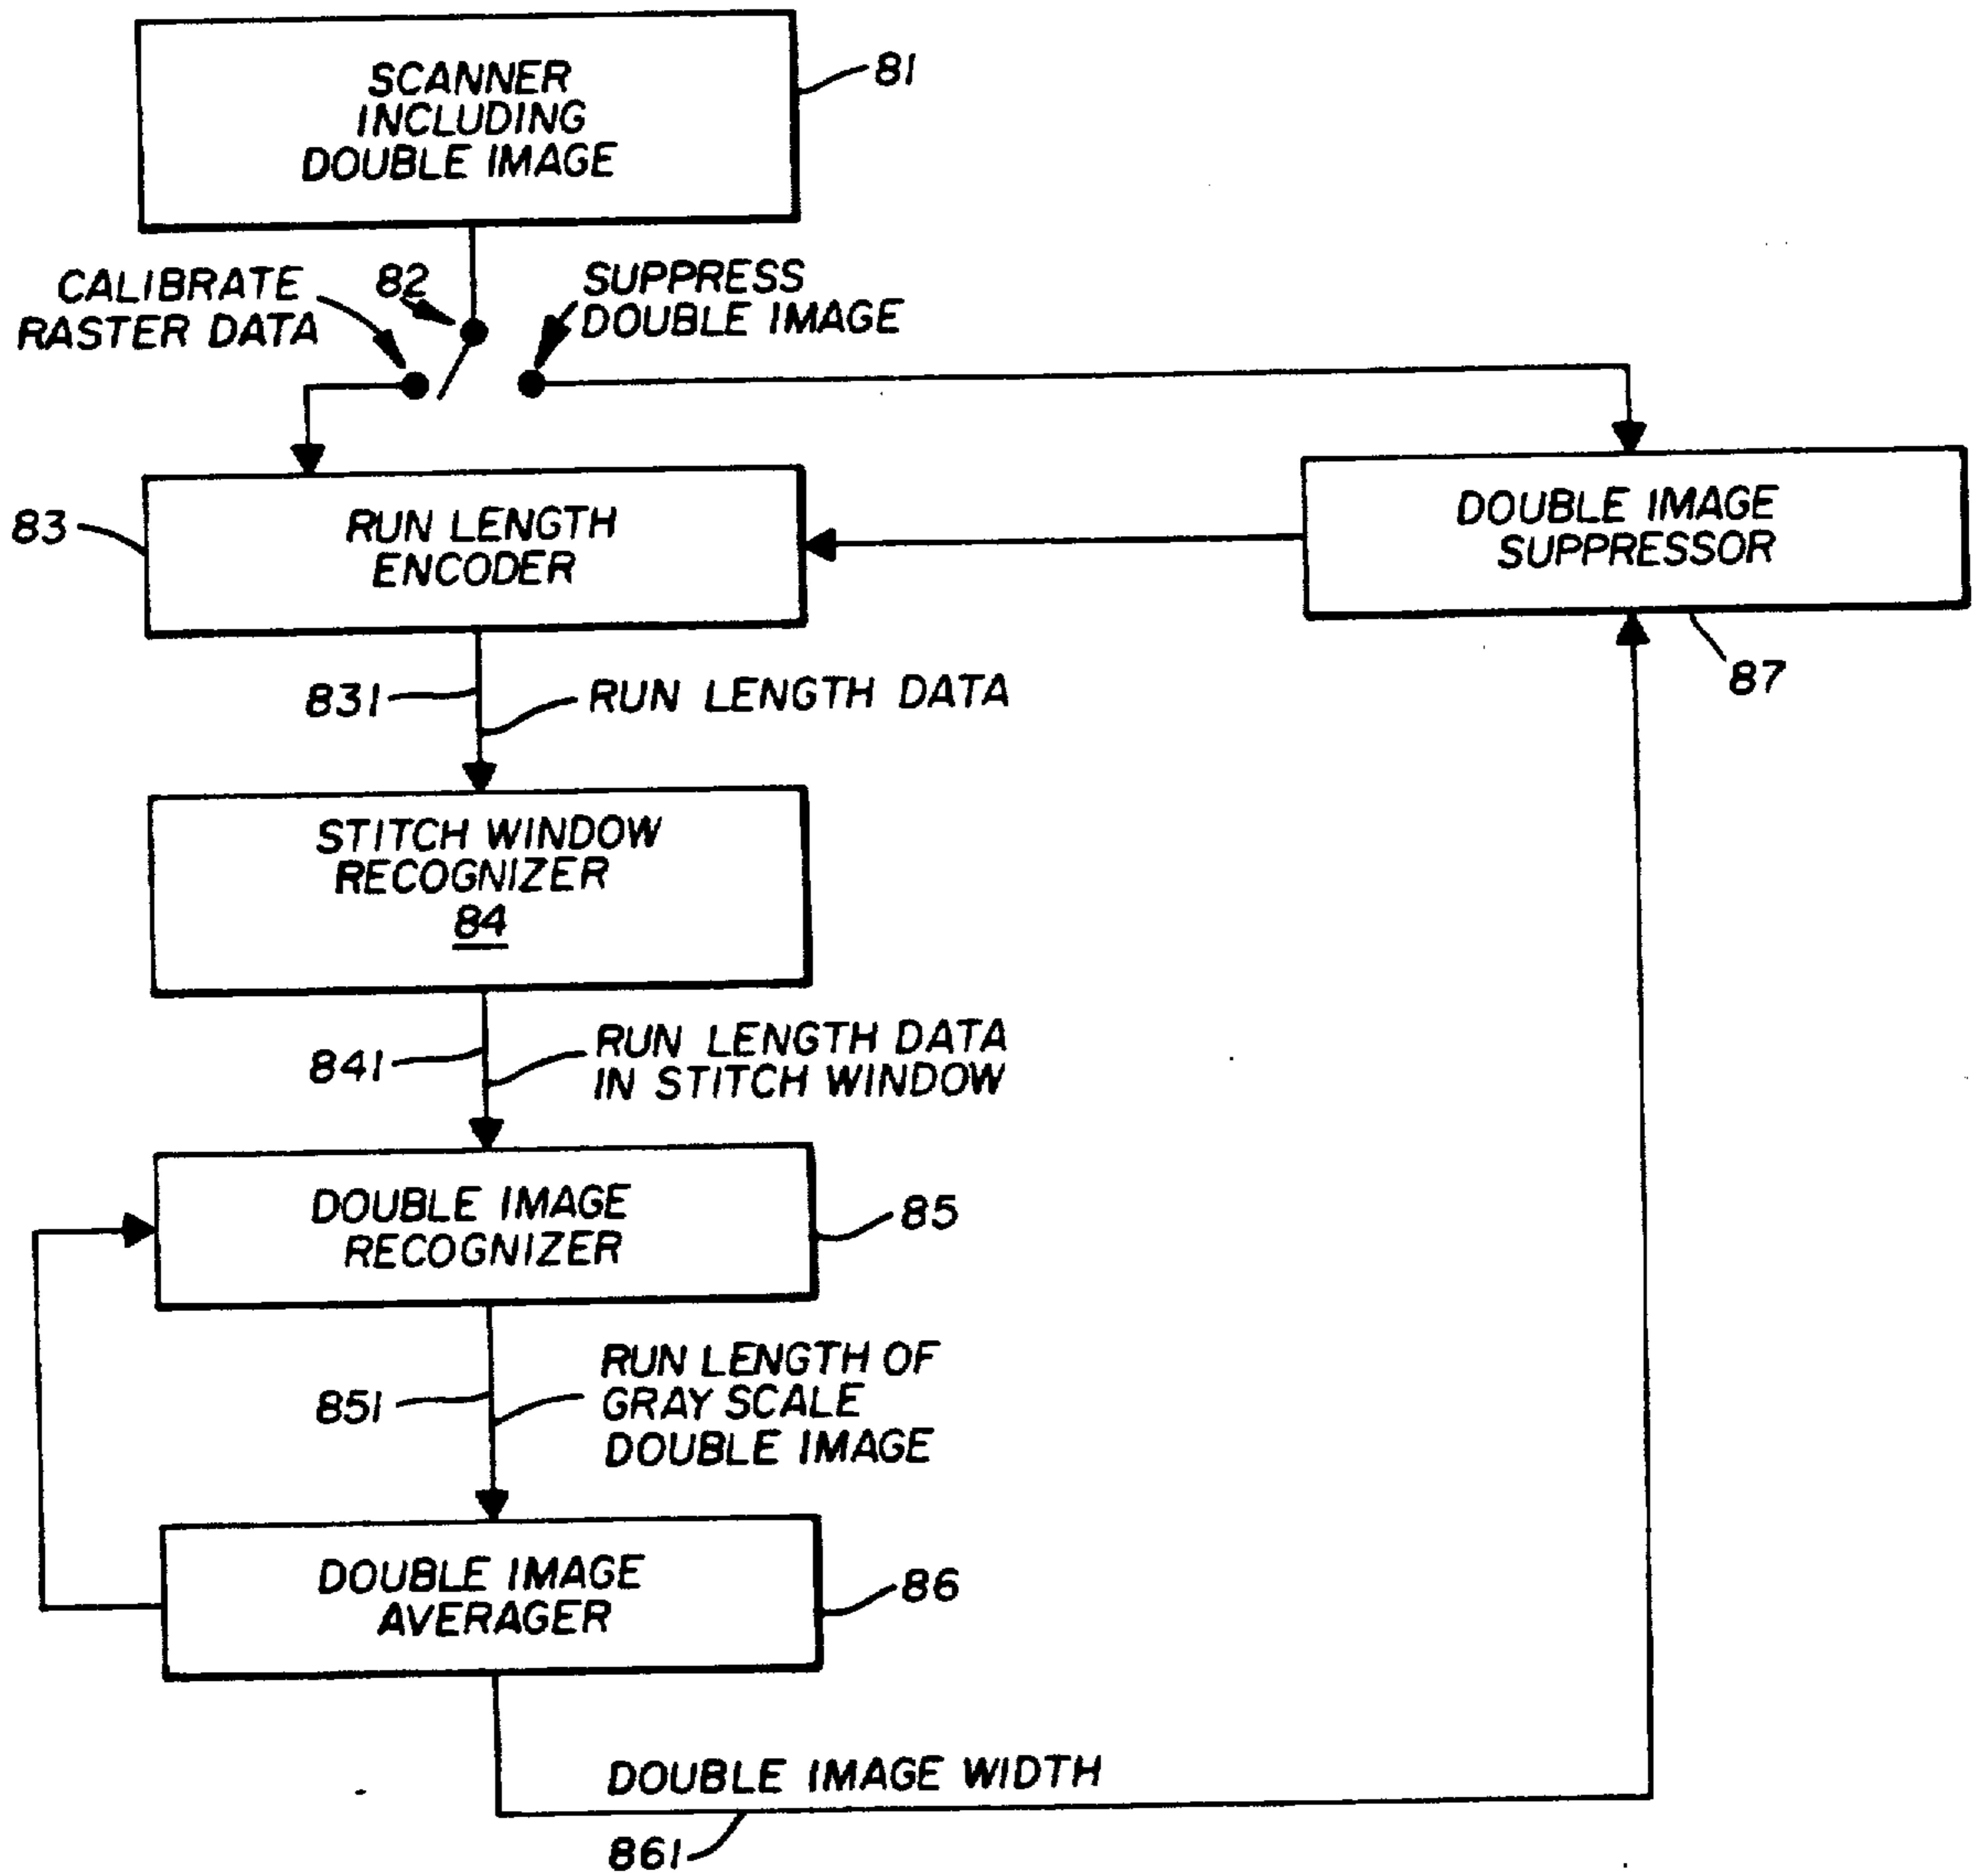 SCANNER
INCLUDING
DOUBLE IMAGE
81
CALIBRATE
RASTER DATA
82
SUPPRESS
DOUBLE IMAGE
83
RUN LENGTH
ENCODER
DOUBLE IMAGE
SUPPRESSOR
87
831
RUN LENGTH DATA
STITCH WINDOW
RECOGNIZER
84
841
RUN LENGTH DATA
IN STITCH WINDOW
DOUBLE IMAGE
RECOGNIZER
85
851
RUN LENGTH OF
GRAY SCALE
DOUBLE IMAGE
DOUBLE IMAGE
AVERAGER
86
DOUBLE IMAGE WIDTH
861